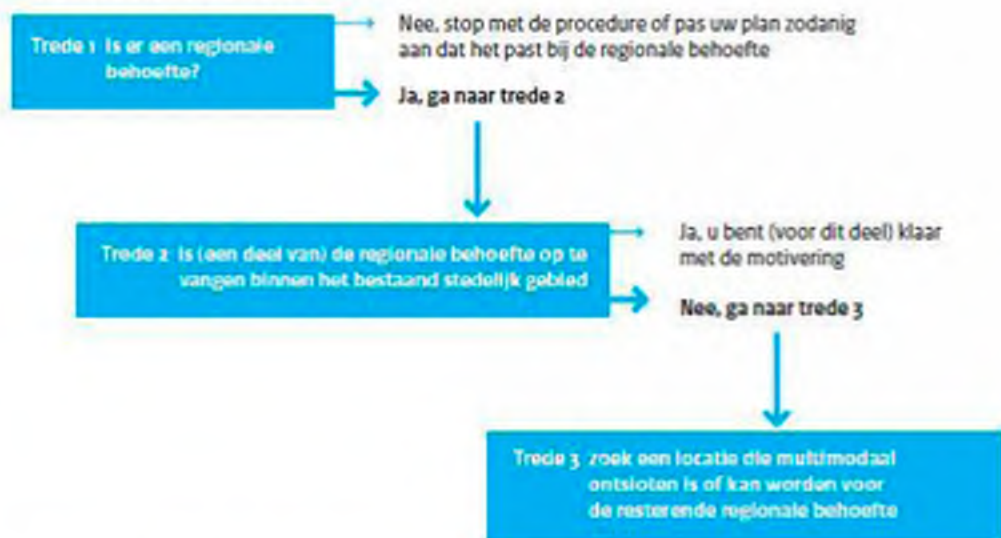 Trede 1 Is er een regionale
behoefte?
Nee, stop met de procedure of pas uw plan zodanig
aan dat het past bij de regionale behoefte
Ja, ga naar trede 2
Trede 2 Is (een deel van) de regionale behoefte op te
vangen binnen het bestaand stedelijk gebied
Ja, u bent (voor dit deel) klaar
met de motivering
Nee, ga naar trede 3
Trede 3 zoek een locatie die multimodaal
ontsloten is of kan worden voor
de resterende regionale behoefte